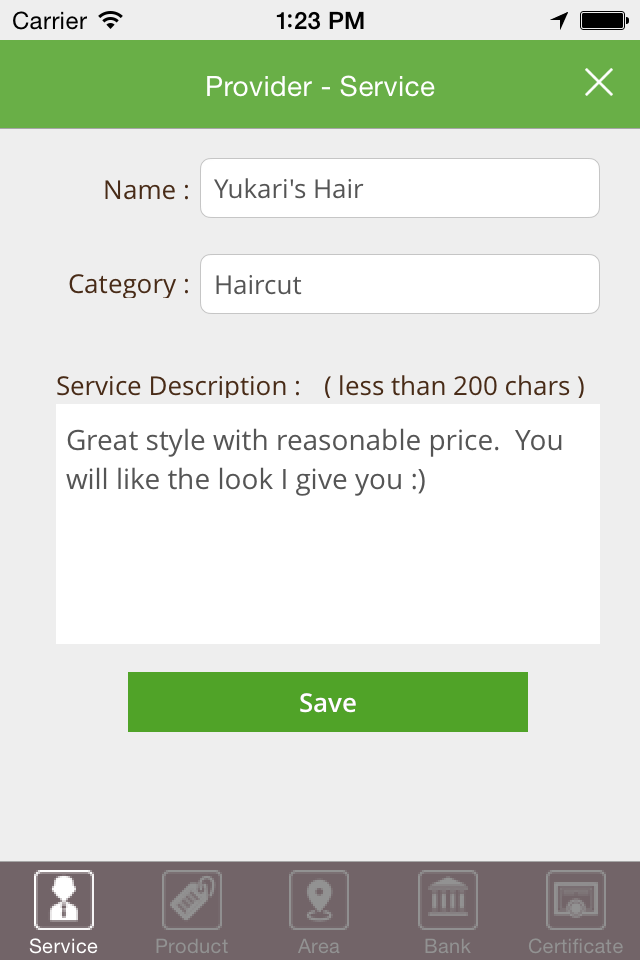 Carrier 1:23 PM
Provider - Service
Name : Yukari's Hair
Category : Haircut
Service Description : ( less than 200 chars )
Great style with reasonable price.  You
will like the look I give you :)
Save
Service Product Area Bank Certificate